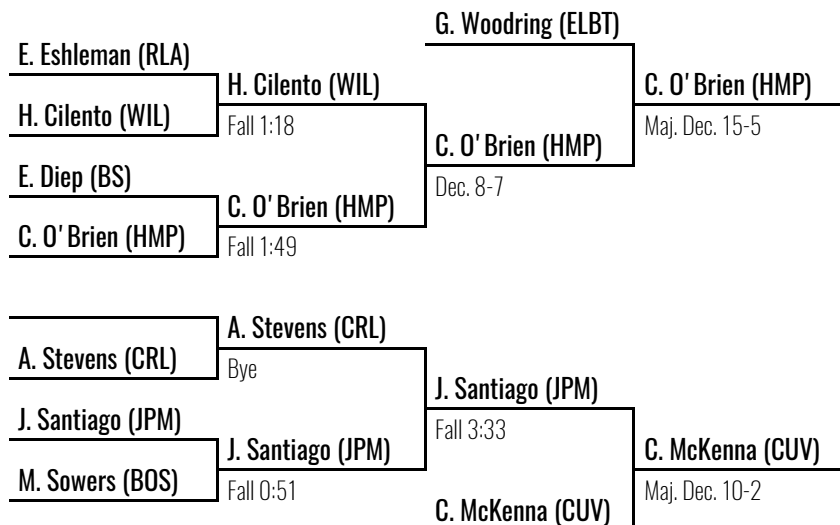 G. Woodring (ELBT)
E. Eshleman (RLA)
H. Cilento (WIL)
C. O'Brien (HMP)
H. Cilento (WIL)
Fall 1:18
Maj. Dec. 15-5
C. O'Brien (HMP)
E. Diep (BS)
Dec. 8-7
C. O'Brien (HMP)
C. O'Brien (HMP)
Fall 1:49
A. Stevens (CRL)
A. Stevens (CRL)
Bye
J. Santiago (JPM)
J. Santiago (JPM)
Fall 3:33
J. Santiago (JPM)
C. McKenna (CUV)
M. Sowers (BOS)
Fall 0:51
Maj. Dec. 10-2
C. McKenna (CUV)